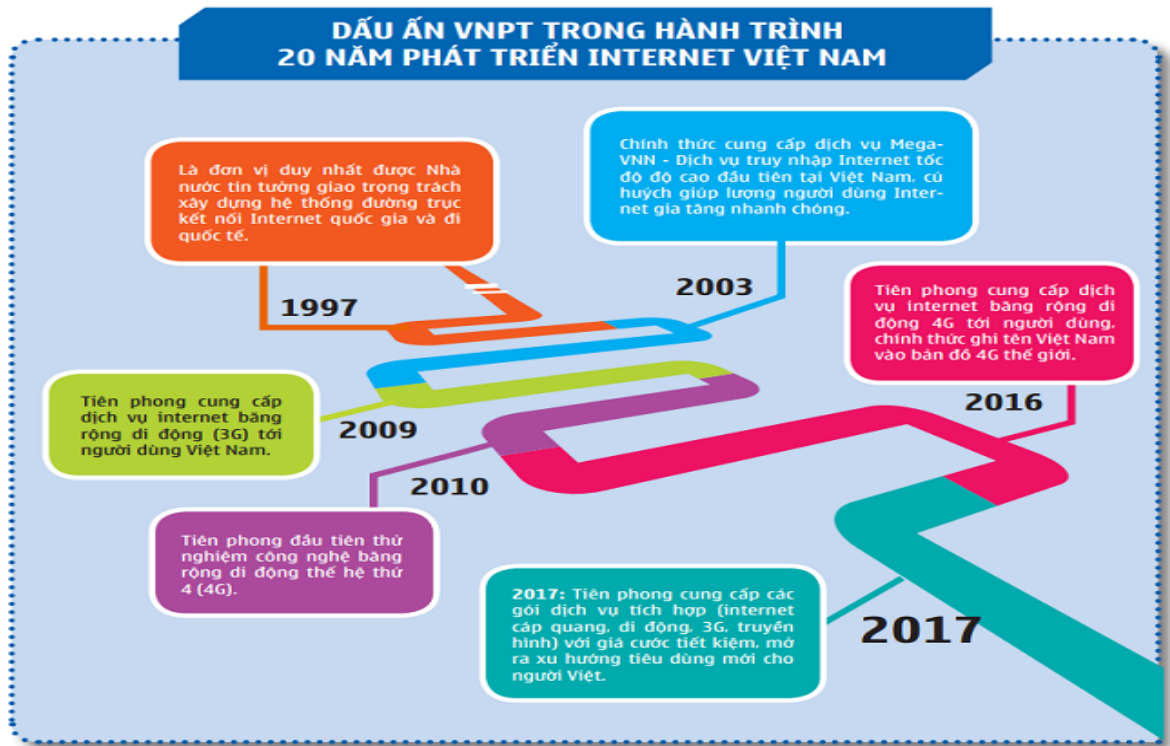 DẤU ẤN VNPT TRONG HÀNH TRÌNH
20 NĂM PHÁT TRIỂN INTERNET VIỆT NAM
Là đơn vị duy nhất được Nhà
nước tin tưởng giao trọng trách
xây dựng hệ thống đường trục
kết nối Internet quốc gia và đi
quốc tế.
1997
Chính thức cung cấp dịch vụ Mega-
VNN - Dịch vụ truy nhập Internet tốc
độ độ cao đầu tiên tại Việt Nam, cú
huých giúp lượng người dùng Inter-
net gia tăng nhanh chóng.
2003
Tiên phong cung cấp
dịch vụ internet băng
rộng di động (3G) tới
người dùng Việt Nam.
2009
Tiên phong đầu tiên thử
nghiệm công nghệ băng
rộng di động thế hệ thứ
4 (4G).
2010
Tiên phong cung cấp dịch
vụ internet băng rộng di
động 4G tới người dùng,
chính thức ghi tên Việt Nam
vào bản đồ 4G thế giới.
2016
2017: Tiên phong cung cấp các
gói dịch vụ tích hợp (internet
cáp quang, di động, 3G, truyền
hình) với giá cước tiết kiệm, mở
ra xu hướng tiêu dùng mới cho
người Việt.
2017